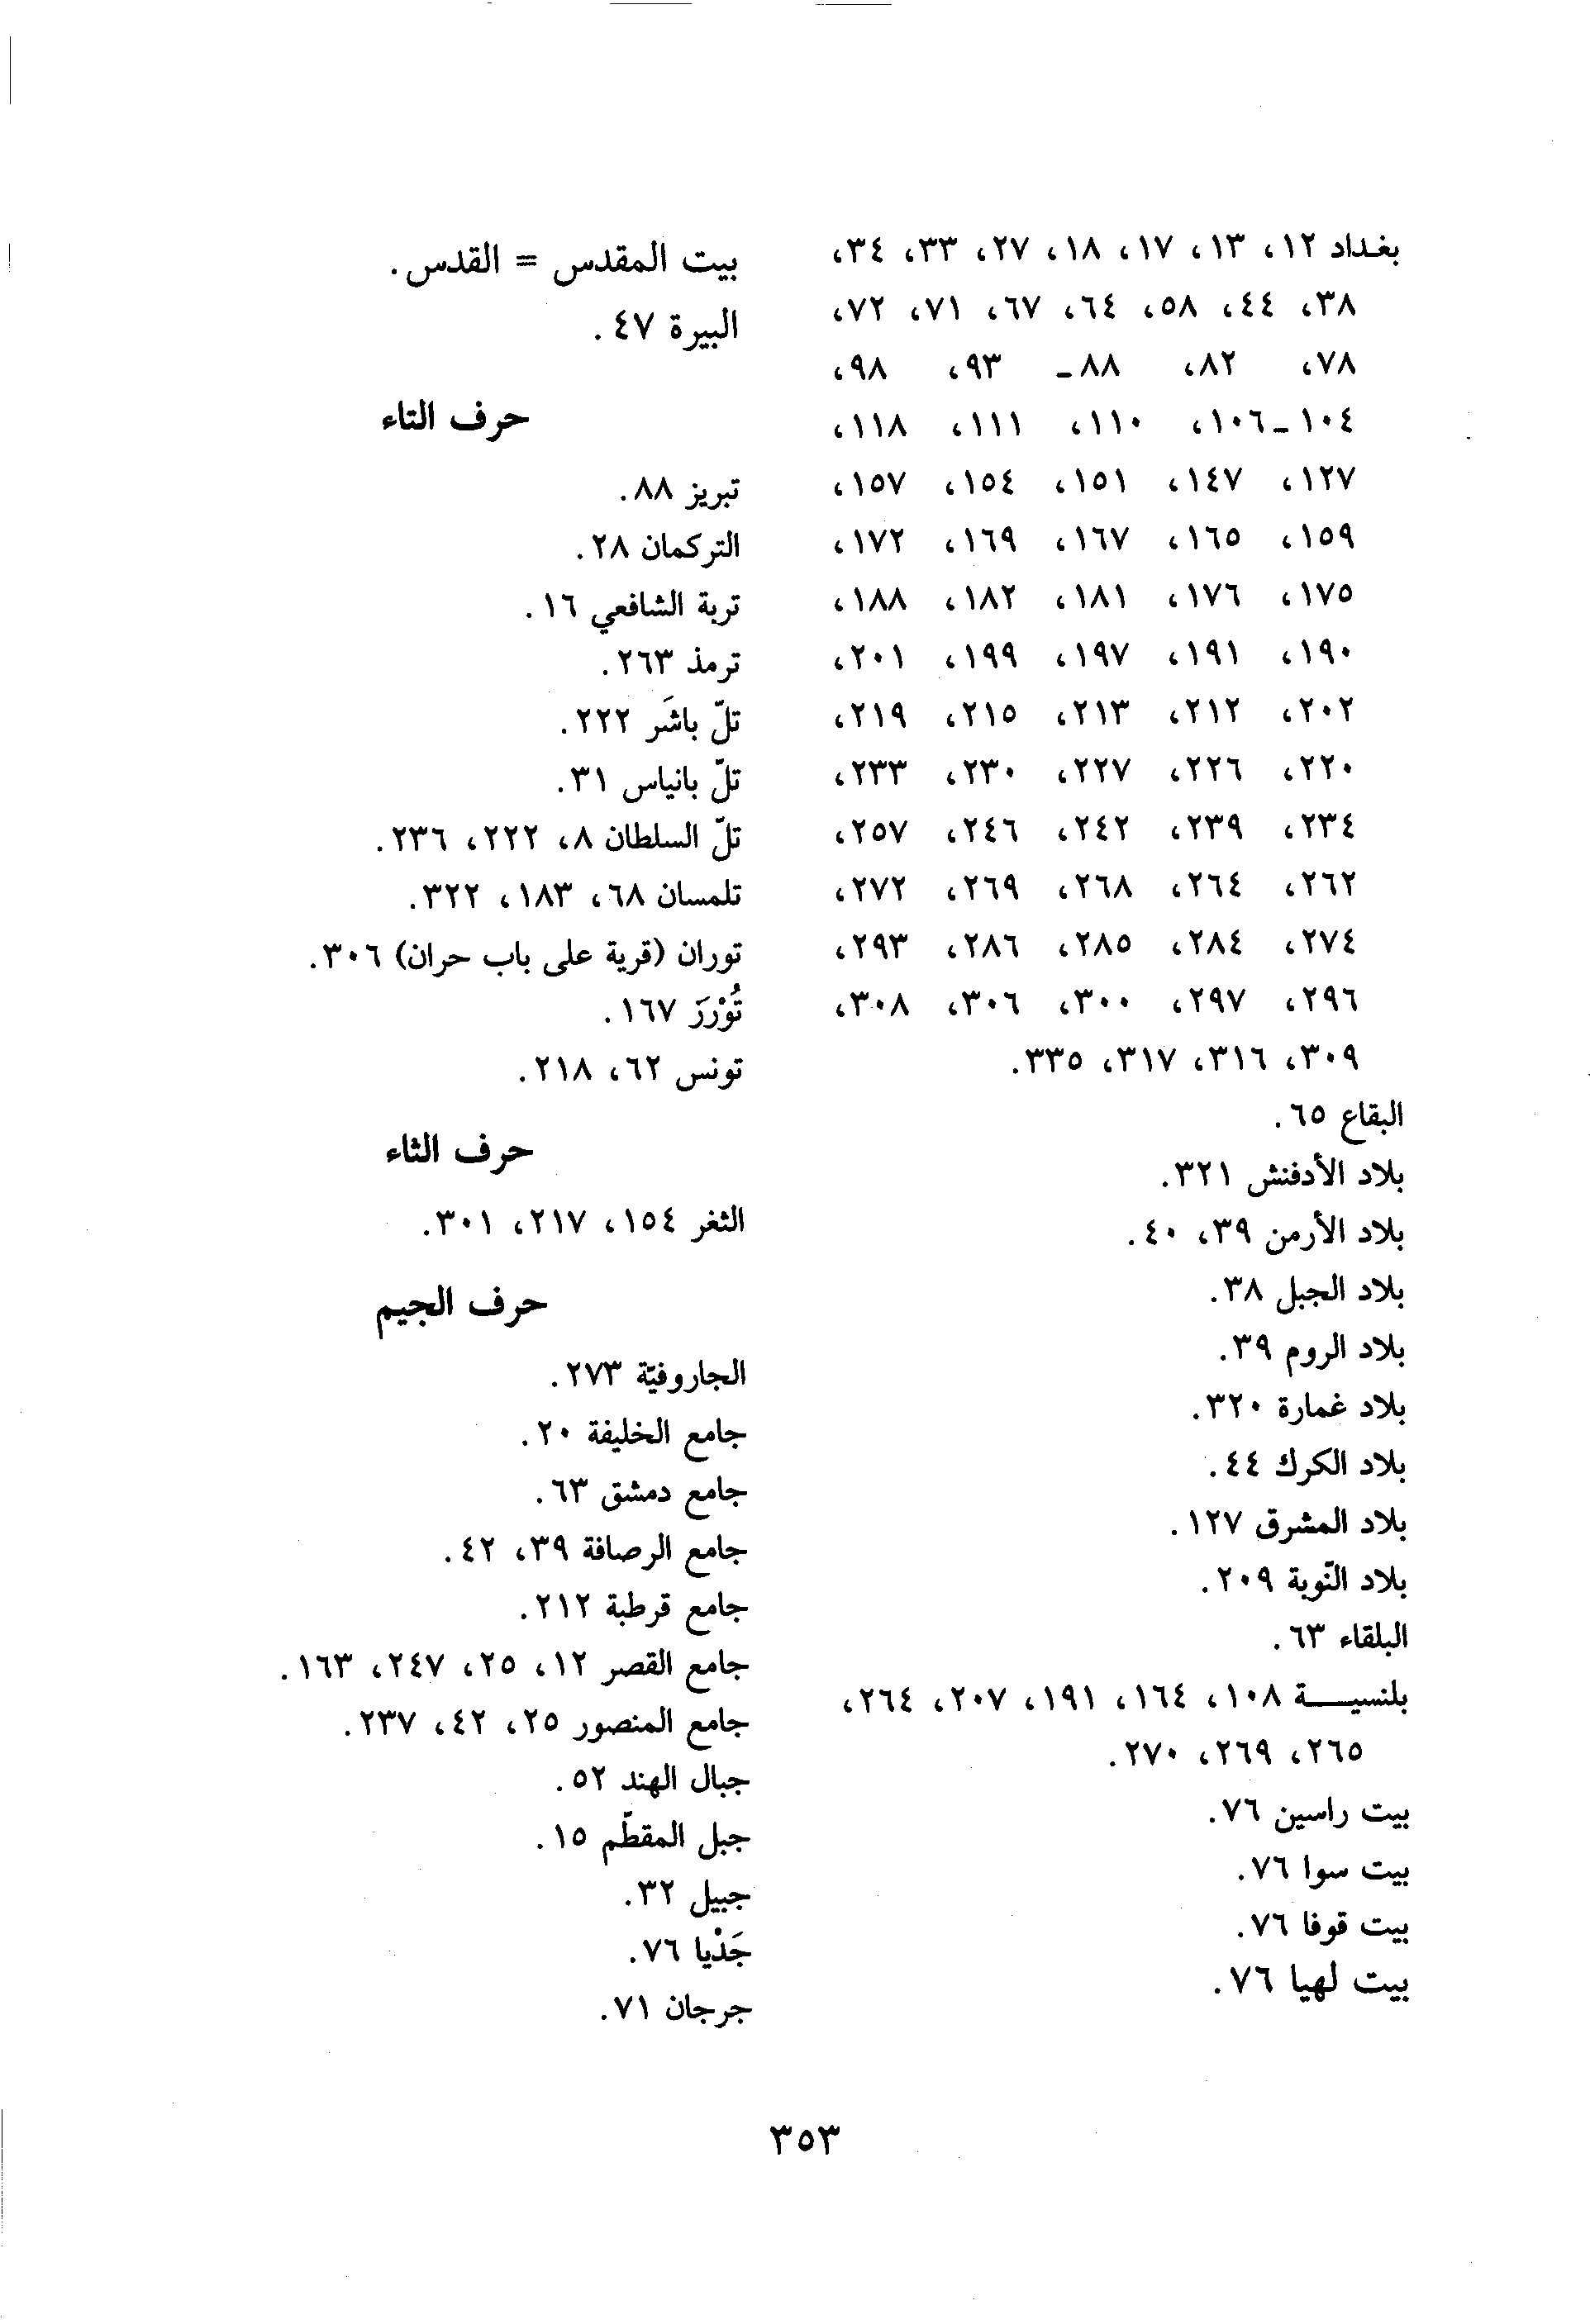 بغداد ١٢، ١٣، ١٧، ١٨، ٢٧، ٣٣، ٣٤،
٣٨، ٤٤، ٥٨، ٦٤، ٦٧، ٧١، ٧٢،
٧٨، ٨٢، ٨٨ـ ٩٣، ٩٨،
١٠٤ـ١٠٦، ١١٠، ١١١، ١١٨،
١٢٧، ١٤٧، ١٥١، ١٥٤، ١٥٧،
١٥٩، ١٦٥، ١٦٧، ١٦٩، ١٧٢،
١٧٥، ١٧٦، ١٨١، ١٨٢، ١٨٨،
١٩٠، ١٩١، ١٩٧، ١٩٩، ٢٠١،
٢٠٢، ٢١٢، ٢١٣، ٢١٥، ٢١٩،
٢٢٠، ٢٢٦، ٢٢٧، ٢٣٠، ٢٣٣،
٢٣٤، ٢٣٩، ٢٤٢، ٢٤٦، ٢٥٧،
٢٦٢، ٢٦٤، ٢٦٨، ٢٦٩، ٢٧٢،
٢٧٤، ٢٨٤، ٢٨٥، ٢٨٦، ٢٩٣،
٢٩٦، ٢٩٧، ٣٠٠، ٣٠٦، ٣٠٨،
٣٠٩، ٣١٦، ٣١٧، ٣٣٥.
البقاع ٦٥.
بلاد الأدفنش ٣٢١.
بلاد الأرمن ٣٩، ٤٠.
بلاد الجبل ٣٨.
بلاد الروم ٣٩.
بلاد غمارة ٣٢٠.
بلاد الكرك ٤٤.
بلاد المشرق ١٢٧.
بلاد النّوبة ٢٠٩.
البلقاء ٦٣.
بلنسيـــة ١٠٨، ١٦٤، ١٩١، ٢٠٧، ٢٦٤،
٢٦٥، ٢٦٩، ٢٧٠.
بيت راسين ٧٦.
بيت سوا ٧٦.
بيت قوفا ٧٦.
بيت لهيا ٧٦.
بيت المقدس = القدس.
البيرة ٤٧.
حرف التاء
تبريز ٨٨.
التركمان ٢٨.
تربة الشافعي ١٦.
ترمذ ٢٦٣.
تلّ باشَر ٢٢٢.
تلّ بانياس ٣١.
تلّ السلطان ٨، ٢٢٢، ٢٣٦.
تلمسان ٦٨، ١٨٣، ٣٢٢.
توران (قرية على باب حران) ٣٠٦.
تُوْرَز ١٦٧.
تونس ٦٢، ٢١٨.
حرف الثاء
الثغر ١٥٤، ٢١٧، ٣٠١.
حرف الجيم
الجاروفيّة ٢٧٣.
جامع الخليفة ٢٠.
جامع دمشق ٦٣.
جامع الرصافة ٣٩، ٤٢.
جامع قرطبة ٢١٢.
جامع القصر ١٢، ٢٥، ٢٤٧، ١٦٣.
جامع المنصور ٢٥، ٤٢، ٢٣٧.
جبال الهند ٥٢.
جبل المقطّم ١٥.
جبيل ٣٢.
جَدْيا ٧٦.
جرجان ٧١.
٣٥٣